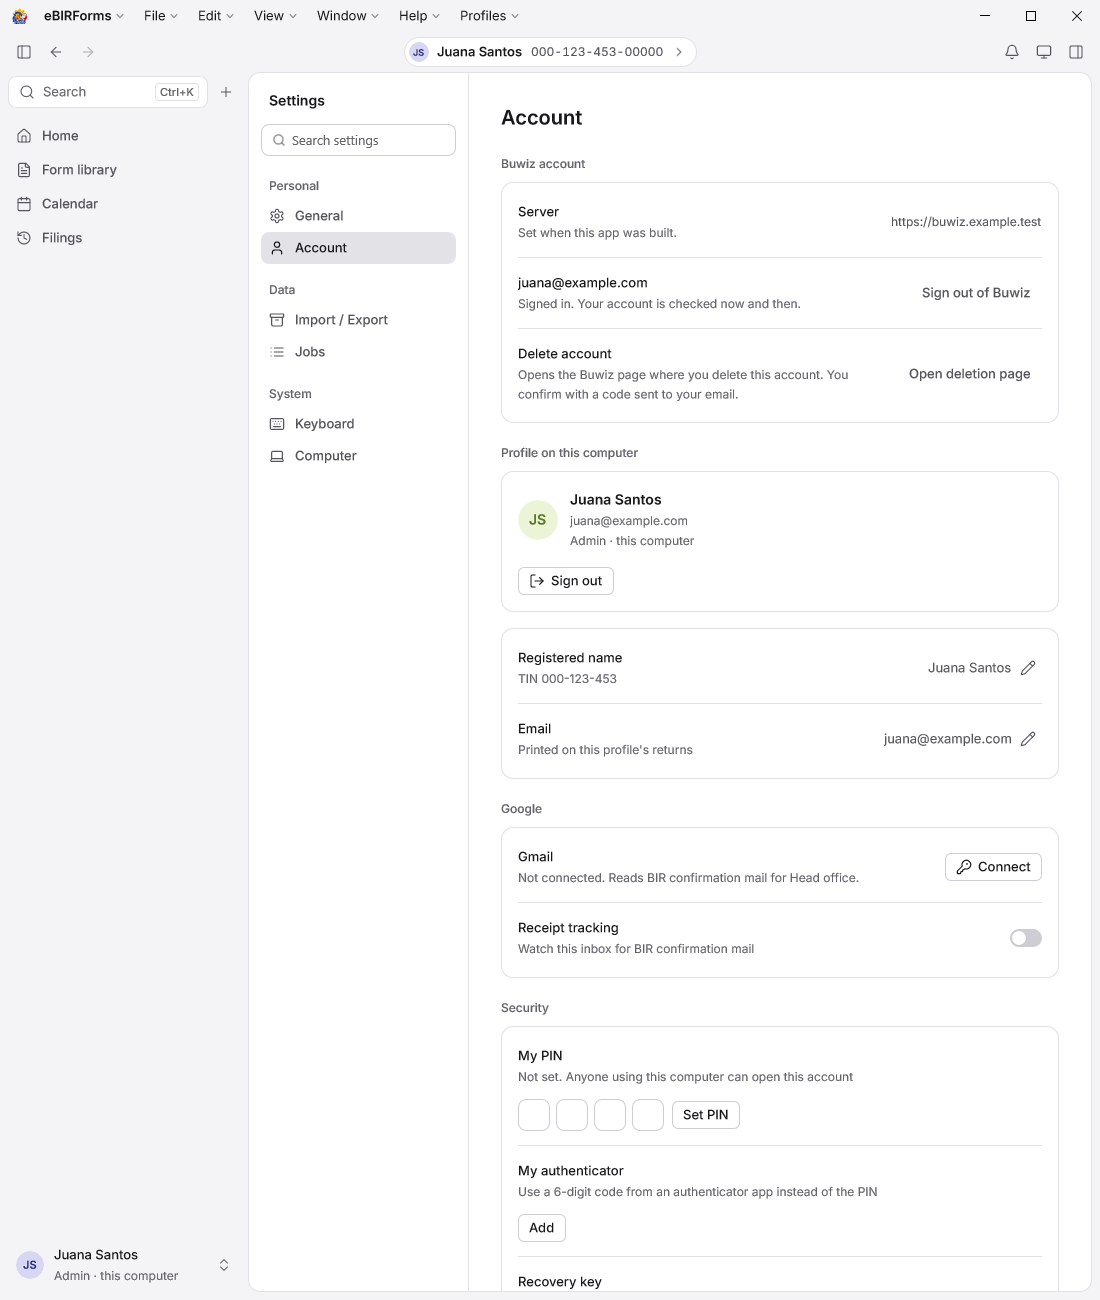 eBIRForms File Edit View Window Help Profiles
JS Juana Santos 000-123-453-00000
Search Ctrl+K
Home
Form library
Calendar
Filings
JS Juana Santos
Admin · this computer
Settings
Search settings
Personal
General
Account
Data
Import / Export
Jobs
System
Keyboard
Computer
Account
Buwiz account
Server
Set when this app was built.
https://buwiz.example.test
juana@example.com
Signed in. Your account is checked now and then.
Sign out of Buwiz
Delete account
Opens the Buwiz page where you delete this account. You
confirm with a code sent to your email.
Open deletion page
Profile on this computer
JS
Juana Santos
juana@example.com
Admin · this computer
Sign out
Registered name
TIN 000-123-453
Juana Santos
Email
Printed on this profile's returns
juana@example.com
Google
Gmail
Not connected. Reads BIR confirmation mail for Head office.
Connect
Receipt tracking
Watch this inbox for BIR confirmation mail
Security
My PIN
Not set. Anyone using this computer can open this account
Set PIN
My authenticator
Use a 6-digit code from an authenticator app instead of the PIN
Add
Recovery key